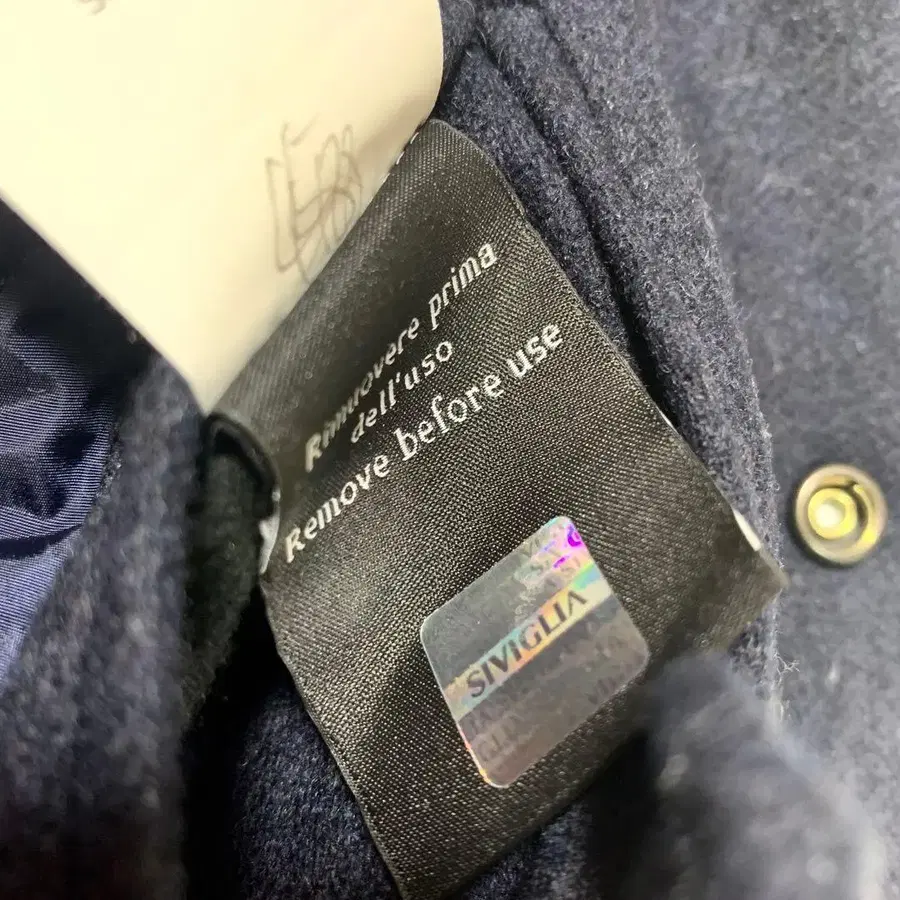 Rimuovere prima
dell'uso
Remove before use
SIVIGLIA